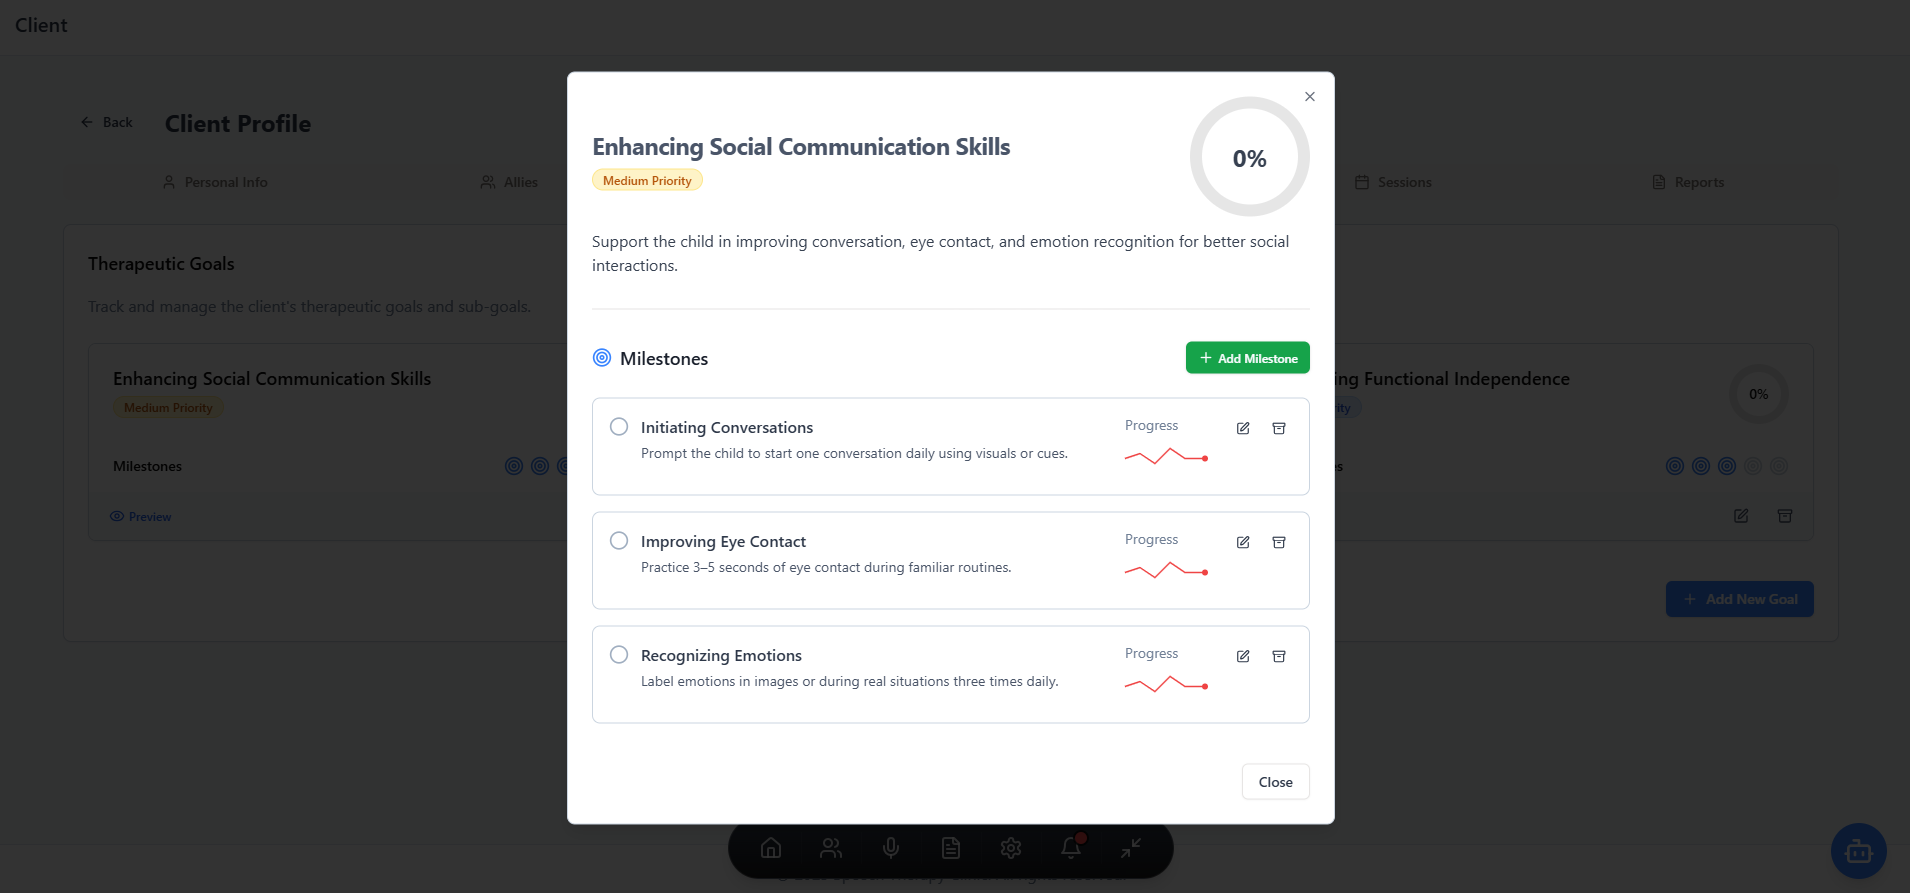 Client
Back
Client Profile
Personal Info
Allies
Sessions
Reports
Therapeutic Goals
Track and manage the client's therapeutic goals and sub-goals.
Enhancing Social Communication Skills
Medium Priority
Milestones
Preview
Functional Independence
0%
Add New Goal
Enhancing Social Communication Skills
Medium Priority
0%
Support the child in improving conversation, eye contact, and emotion recognition for better social
interactions.
Milestones
Add Milestone
Initiating Conversations
Prompt the child to start one conversation daily using visuals or cues.
Progress
Improving Eye Contact
Practice 3–5 seconds of eye contact during familiar routines.
Progress
Recognizing Emotions
Label emotions in images or during real situations three times daily.
Progress
Close